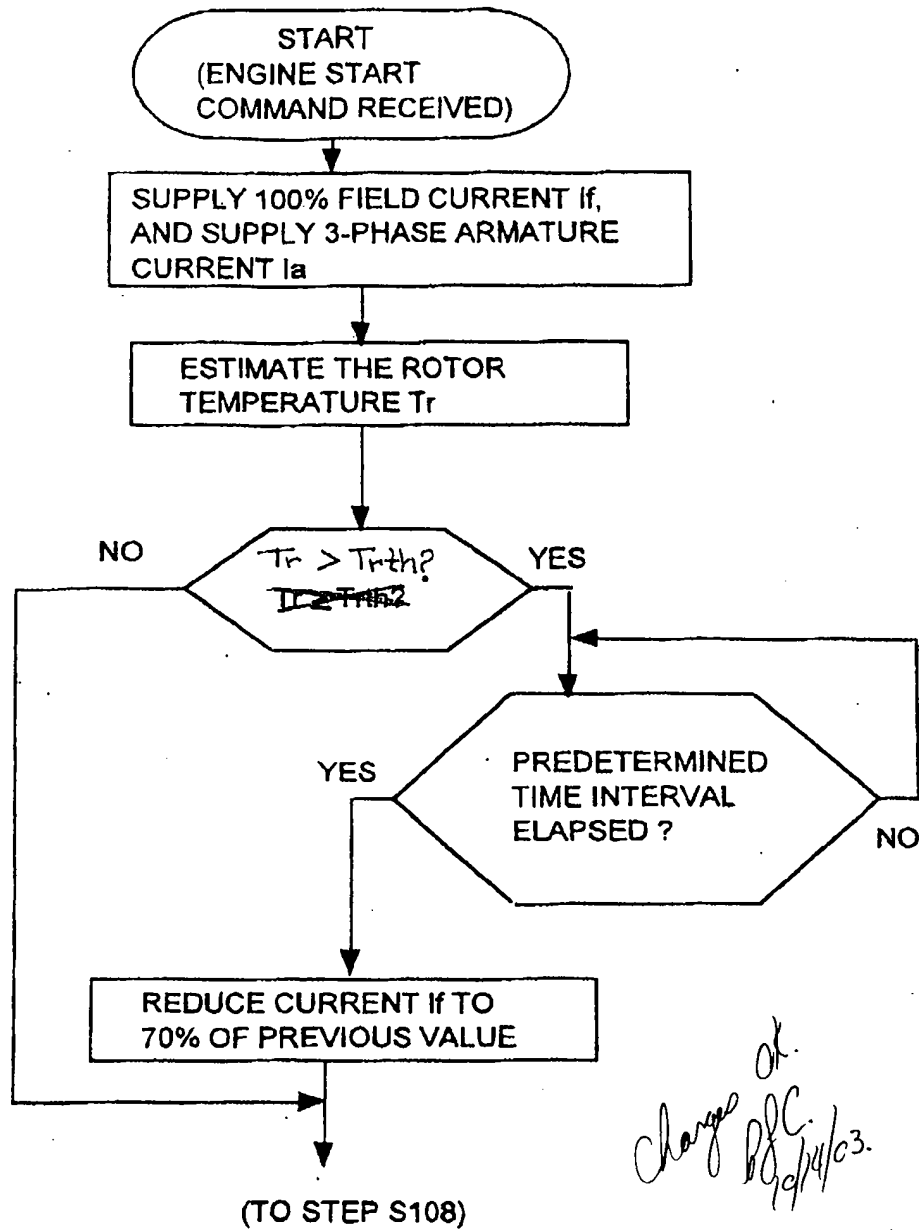 START
(ENGINE START
COMMAND RECEIVED)
SUPPLY 100% FIELD CURRENT If,
AND SUPPLY 3-PHASE ARMATURE
CURRENT Ia
ESTIMATE THE ROTOR
TEMPERATURE Tr
NO
Tr > Trth?
YES
PREDETERMINED
TIME INTERVAL
ELAPSED ?
YES
NO
REDUCE CURRENT If TO
70% OF PREVIOUS VALUE
Changes OK.
(TO STEP S108)